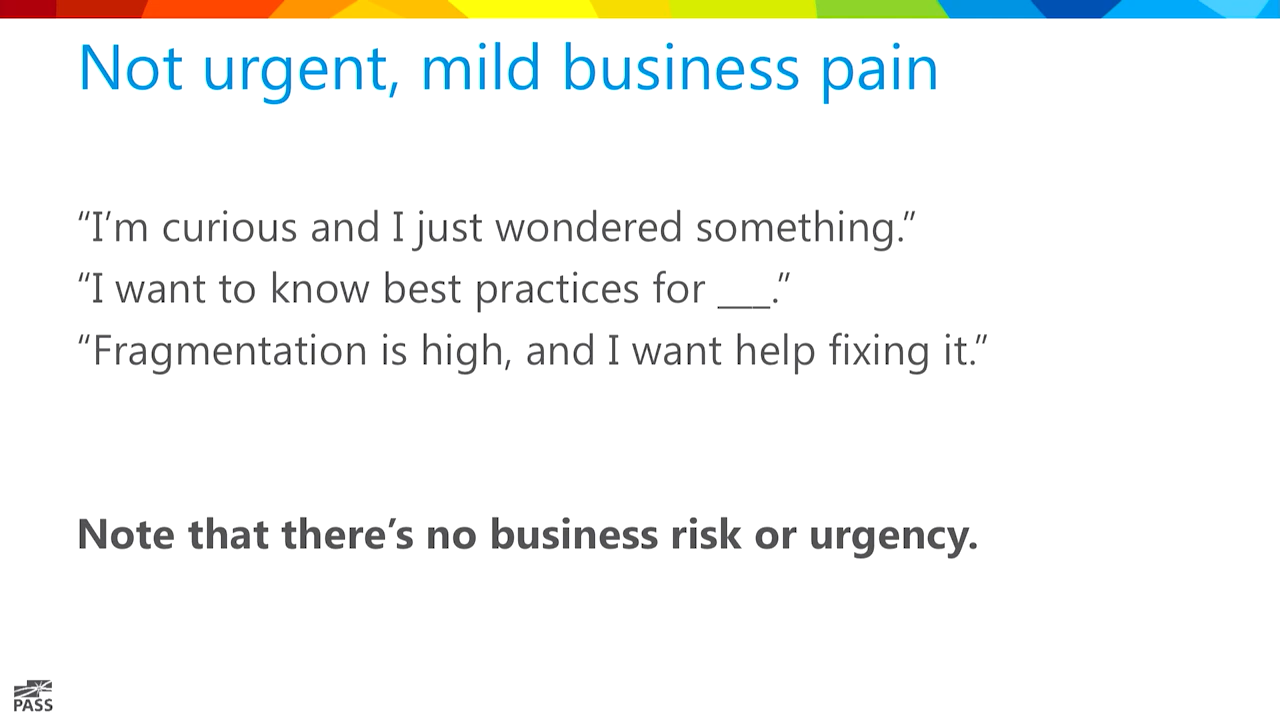 Not urgent, mild business pain
“I’m curious and I just wondered something.”
“I want to know best practices for ___.”
“Fragmentation is high, and I want help fixing it.”
Note that there’s no business risk or urgency.
PASS